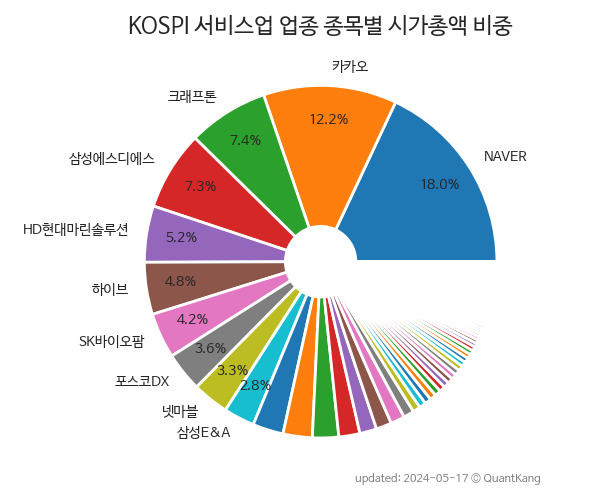 KOSPI 서비스업 업종 종목별 시가총액 비중
카카오
12.2%
크래프톤
7.4%
NAVER
18.0%
삼성에스디에스
7.3%
HD현대마린솔루션
5.2%
하이브
4.8%
SK바이오팜
4.2%
포스코DX
3.6%
넷마블
3.3%
삼성E&A
2.8%
updated: 2024-05-17 © QuantKang